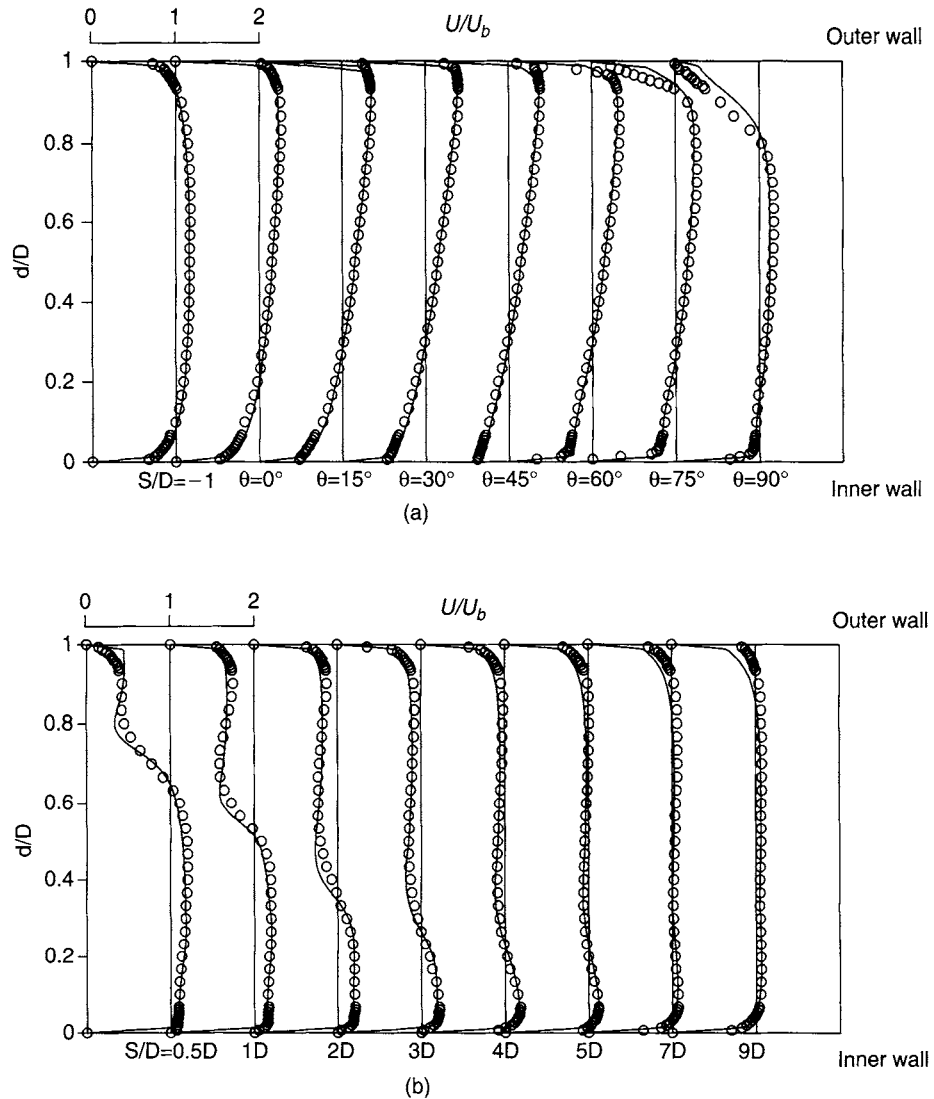 0 1 2 U/U_b Outer wall
1
0.8
0.6
d/D
0.4
0.2
0
S/D=−1 θ=0° θ=15° θ=30° θ=45° θ=60° θ=75° θ=90° Inner wall
(a)
0 1 2 U/U_b Outer wall
1
0.8
0.6
d/D
0.4
0.2
0
S/D=0.5D 1D 2D 3D 4D 5D 7D 9D Inner wall
(b)